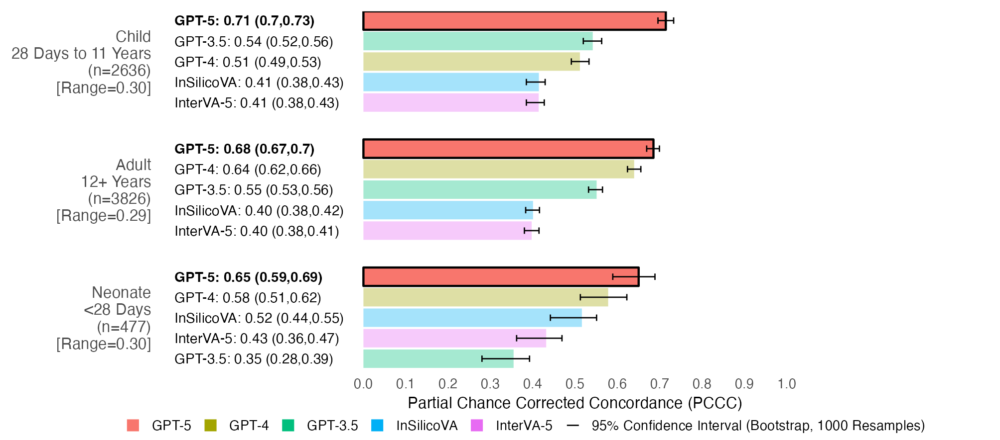 Child
28 Days to 11 Years
(n=2636)
[Range=0.30]
GPT-5: 0.71 (0.7,0.73)
GPT-3.5: 0.54 (0.52,0.56)
GPT-4: 0.51 (0.49,0.53)
InSilicoVA: 0.41 (0.38,0.43)
InterVA-5: 0.41 (0.38,0.43)
Adult
12+ Years
(n=3826)
[Range=0.29]
GPT-5: 0.68 (0.67,0.7)
GPT-4: 0.64 (0.62,0.66)
GPT-3.5: 0.55 (0.53,0.56)
InSilicoVA: 0.40 (0.38,0.42)
InterVA-5: 0.40 (0.38,0.41)
Neonate
<28 Days
(n=477)
[Range=0.30]
GPT-5: 0.65 (0.59,0.69)
GPT-4: 0.58 (0.51,0.62)
InSilicoVA: 0.52 (0.44,0.55)
InterVA-5: 0.43 (0.36,0.47)
GPT-3.5: 0.35 (0.28,0.39)
0.0 0.1 0.2 0.3 0.4 0.5 0.6 0.7 0.8 0.9 1.0
Partial Chance Corrected Concordance (PCCC)
GPT-5 GPT-4 GPT-3.5 InSilicoVA InterVA-5 95% Confidence Interval (Bootstrap, 1000 Resamples)